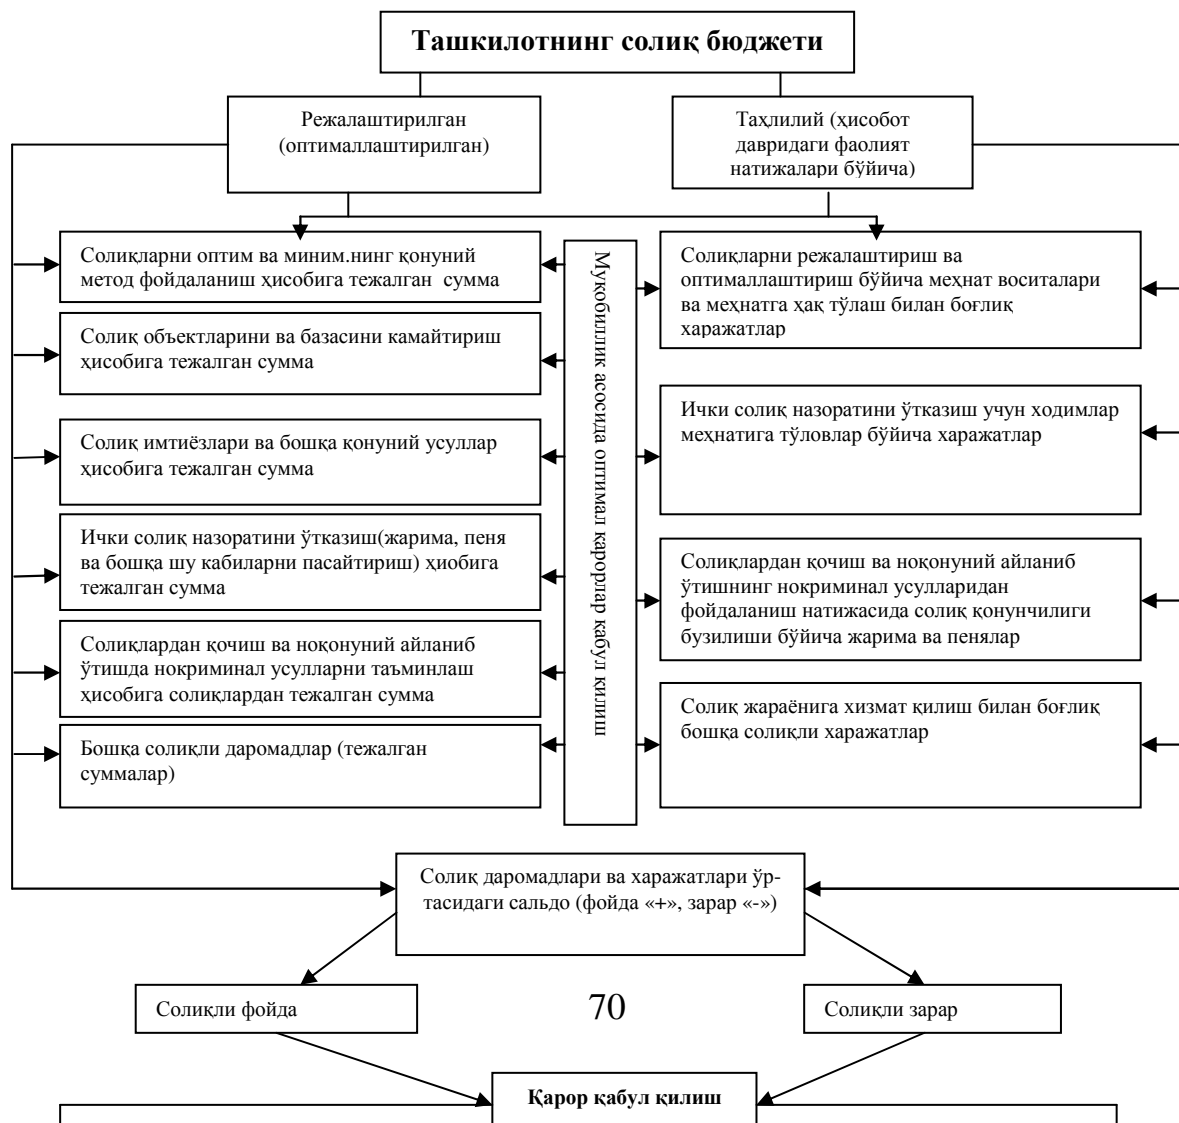 Ташкилотнинг солиқ бюджети
Режалаштирилган
(оптималлаштирилган)
Таҳлилий (ҳисобот
давридаги фаолият
натижалари бўйича)
Солиқларни оптим ва миним.нинг қонуний
метод фойдаланиш ҳисобига тежалган сумма
Солиқ объектларини ва базасини камайтириш
ҳисобига тежалган сумма
Солиқ имтиёзлари ва бошқа қонуний усуллар
ҳисобига тежалган сумма
Ички солиқ назоратини ўтказиш(жарима, пеня
ва бошқа шу кабиларни пасайтириш) ҳиобига
тежалган сумма
Солиқлардан қочиш ва ноқонуний айланиб
ўтишда нокриминал усулларни таъминлаш
ҳисобига солиқлардан тежалган сумма
Бошқа солиқли даромадлар (тежалган
суммалар)
Муқобиллик асосида оптимал қарорлар қабул қилиш
Солиқларни режалаштириш ва
оптималлаштириш бўйича меҳнат воситалари
ва меҳнатга ҳақ тўлаш билан боғлиқ
харажатлар
Ички солиқ назоратини ўтказиш учун ходимлар
меҳнатига тўловлар бўйича харажатлар
Солиқлардан қочиш ва ноқонуний айланиб
ўтишнинг нокриминал усулларидан
фойдаланиш натижасида солиқ қонунчилиги
бузилиши бўйича жарима ва пенялар
Солиқ жараёнига хизмат қилиш билан боғлиқ
бошқа солиқли харажатлар
Солиқ даромадлари ва харажатлари ўр-
тасидаги сальдо (фойда «+», зарар «-»)
Солиқли фойда
70
Солиқли зарар
Қарор қабул қилиш